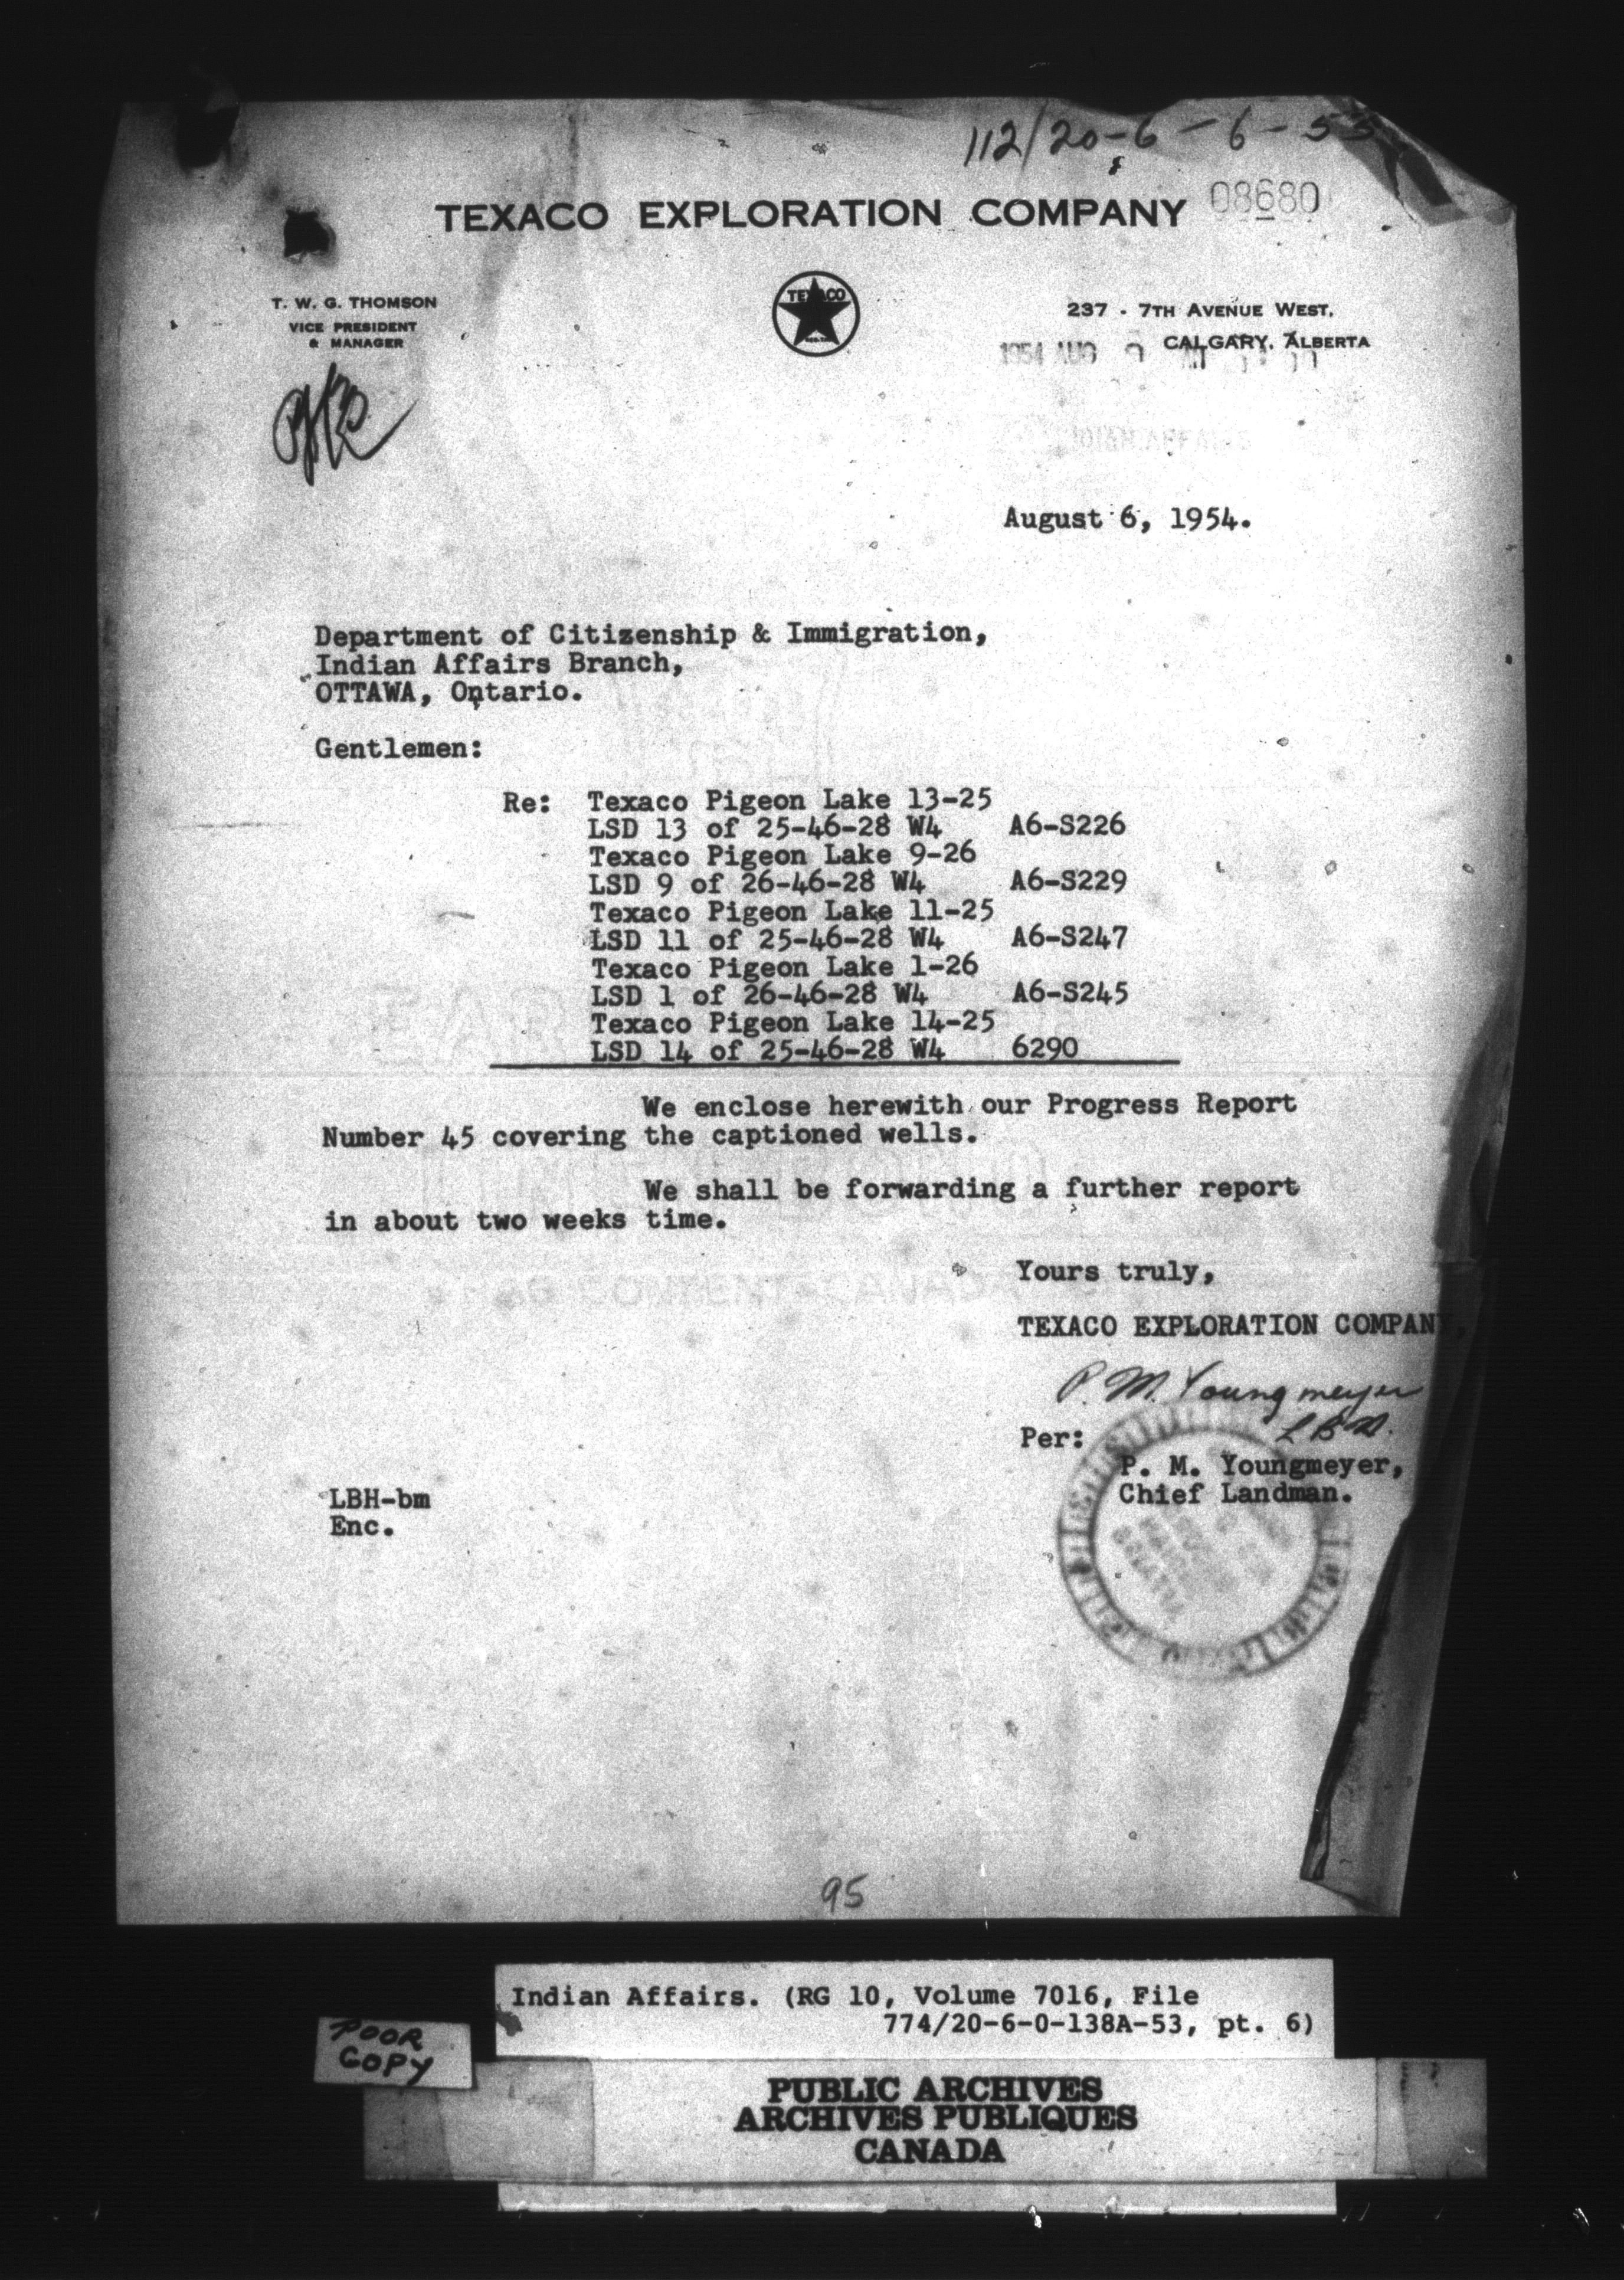 112/20-6-6-53
TEXACO EXPLORATION COMPANY
08680
T. W. G. THOMSON
VICE PRESIDENT
& MANAGER
TEXACO
237 - 7TH AVENUE WEST,
CALGARY, ALBERTA
1954 AUG 9
INDIAN AFFAIRS
August 6, 1954.
Department of Citizenship & Immigration,
Indian Affairs Branch,
OTTAWA, Ontario.
Gentlemen:
Re: Texaco Pigeon Lake 13-25
LSD 13 of 25-46-28 W4 A6-S226
Texaco Pigeon Lake 9-26
LSD 9 of 26-46-28 W4 A6-S229
Texaco Pigeon Lake 11-25
LSD 11 of 25-46-28 W4 A6-S247
Texaco Pigeon Lake 1-26
LSD 1 of 26-46-28 W4 A6-S245
Texaco Pigeon Lake 14-25
LSD 14 of 25-46-28 W4 6290
We enclose herewith our Progress Report
Number 45 covering the captioned wells.
We shall be forwarding a further report
in about two weeks time.
Yours truly,
TEXACO EXPLORATION COMPANY,
P. M. Youngmeyer
Per:
P. M. Youngmeyer,
Chief Landman.
LBH-bm
Enc.
95
Indian Affairs. (RG 10, Volume 7016, File
774/20-6-0-138A-53, pt. 6)
POOR
COPY
PUBLIC ARCHIVES
ARCHIVES PUBLIQUES
CANADA